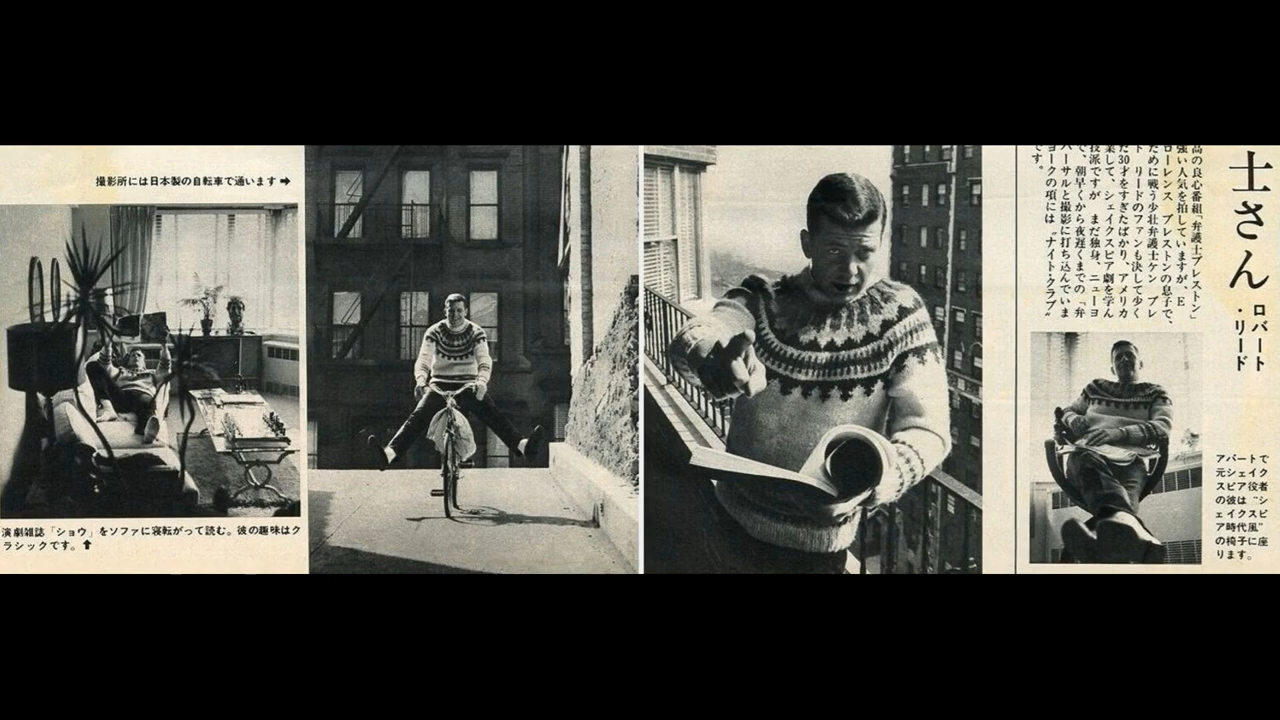 撮影所には日本製の自転車で通います➡
演劇雑誌「ショウ」をソファに寝転がって読む。彼の趣味はク
ラシックです。⬆
士さん
ロバート
・リード
高の良心番組「弁護士プレストン」
強い人気を拍していますが、E
ローレンス プレストンの息子で、
ために戦う少壮弁護士ケン プレ
ト リードのファンも決して少く
だ30才をすぎたばかり、アメリカ
業して、シェイクスピア劇を学ん
技派ですが まだ独身、ニューヨ
で、朝早くから夜遅くまでの「弁
ハーサルと撮影に打ち込んでいま
ヨークの項には〝ナイト・クラブ〟
です。
アパートで
元シェイク
スピア役者
の彼は〝シ
ェイクスピ
ア時代風〟
の椅子に座
ります。